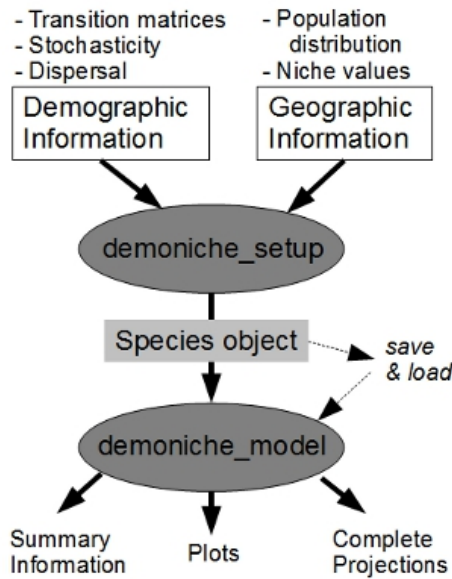 - Transition matrices
- Stochasticity
- Dispersal
- Population
distribution
- Niche values
Demographic
Information
Geographic
Information
demoniche_setup
Species object
save
& load
demoniche_model
Summary
Information
Plots
Complete
Projections